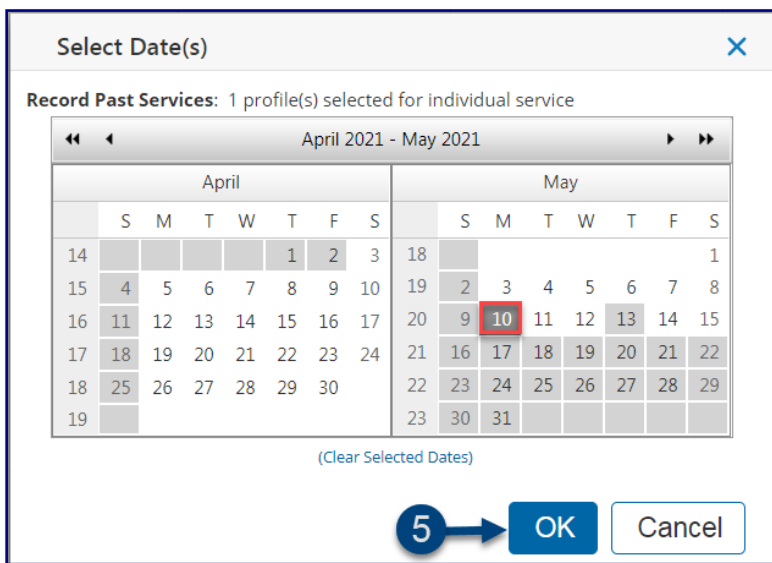 Select Date(s) ×
Record Past Services: 1 profile(s) selected for individual service
April 2021 - May 2021
April May
S M T W T F S S M T W T F S
14 1 2 3 18 1
15 4 5 6 7 8 9 10 19 2 3 4 5 6 7 8
16 11 12 13 14 15 16 17 20 9 10 11 12 13 14 15
17 18 19 20 21 22 23 24 21 16 17 18 19 20 21 22
18 25 26 27 28 29 30 22 23 24 25 26 27 28 29
19 23 30 31
(Clear Selected Dates)
5 OK Cancel